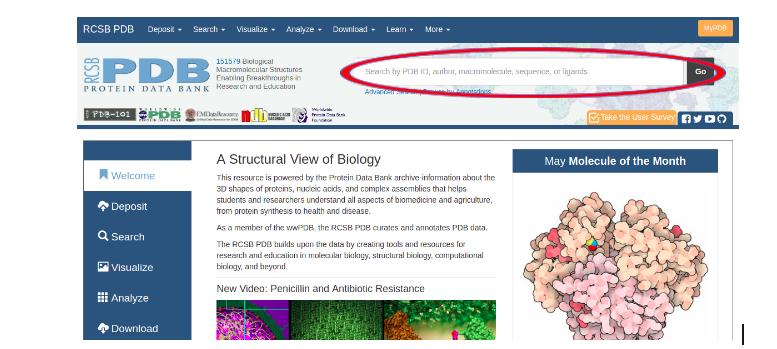 RCSB PDB Deposit Search Visualize Analyze Download Learn More MyPDB
RCSB PDB
PROTEIN DATA BANK
151579 Biological
Macromolecular Structures
Enabling Breakthroughs in
Research and Education
Search by PDB ID, author, macromolecule, sequence, or ligands
Go
PDB-101
PDB
EMDataResource
Worldwide
Protein Data Bank
Foundation
Take the User Survey
Welcome
Deposit
Search
Visualize
Analyze
Download
A Structural View of Biology
This resource is powered by the Protein Data Bank archive-information about the
3D shapes of proteins, nucleic acids, and complex assemblies that helps
students and researchers understand all aspects of biomedicine and agriculture,
from protein synthesis to health and disease.
As a member of the wwPDB, the RCSB PDB curates and annotates PDB data.
The RCSB PDB builds upon the data by creating tools and resources for
research and education in molecular biology, structural biology, computational
biology, and beyond.
New Video: Penicillin and Antibiotic Resistance
May Molecule of the Month